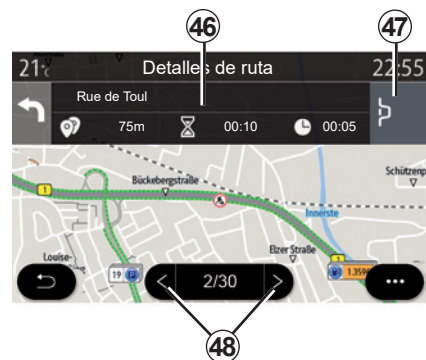 46
47
21°c Detalles de ruta 22:55
Rue de Toul
75m 00:10 00:05
Schützenp
1
Bückebergstraße
Innerste
Elzer Straße
1
Louise-
19
1.359
2/30
48